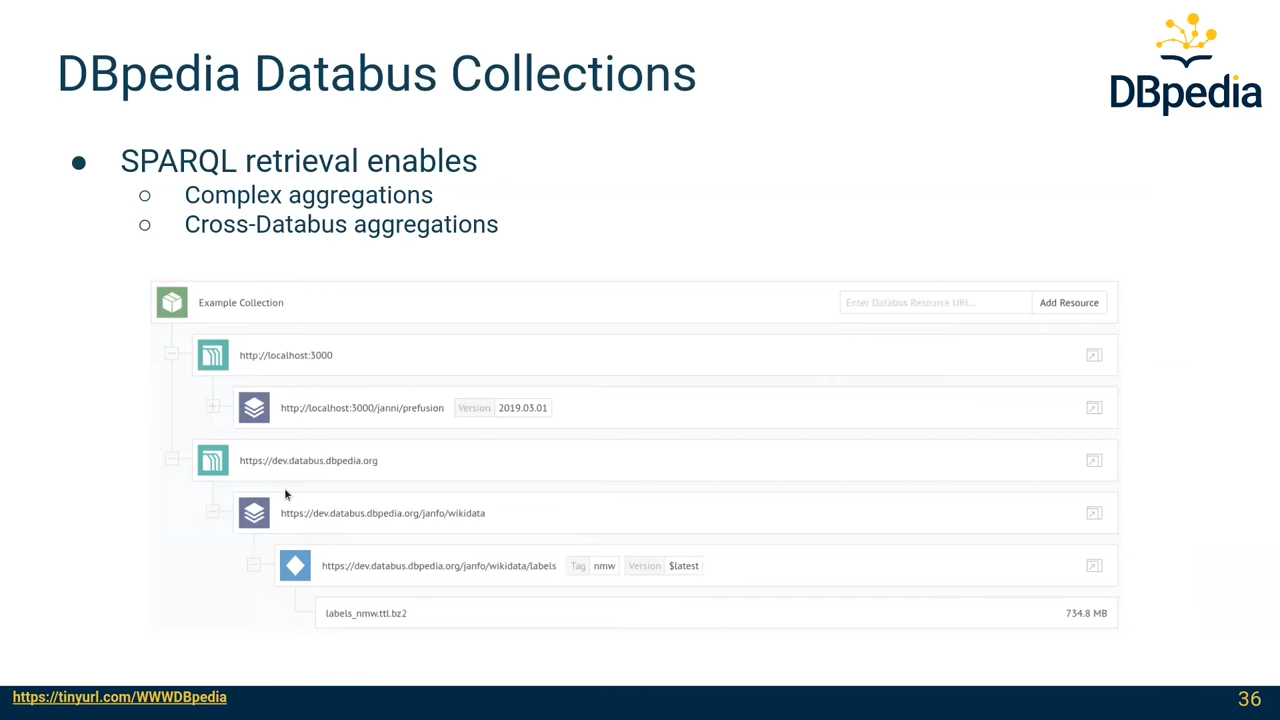 DBpedia Databus Collections
DBpedia
● SPARQL retrieval enables
○ Complex aggregations
○ Cross-Databus aggregations
Example Collection Enter Databus Resource URI... Add Resource
http://localhost:3000
http://localhost:3000/janni/prefusion Version 2019.03.01
https://dev.databus.dbpedia.org
https://dev.databus.dbpedia.org/janfo/wikidata
https://dev.databus.dbpedia.org/janfo/wikidata/labels Tag nmw Version $latest
labels_nmw.ttl.bz2 734.8 MB
https://tinyurl.com/WWWDBpedia 36